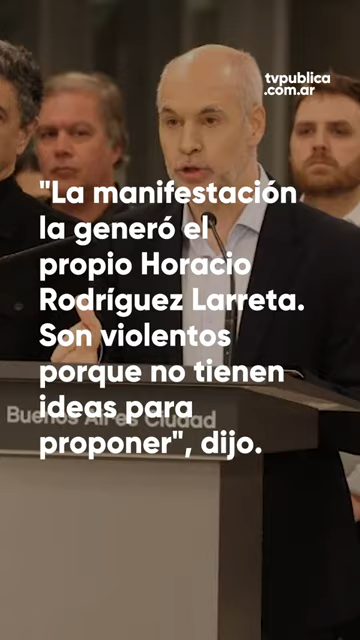 tvpublica
.com.ar
"La manifestación
la generó el
propio Horacio
Rodríguez Larreta.
Son violentos
porque no tienen
ideas para
proponer", dijo.
Buenos Aires Ciudad